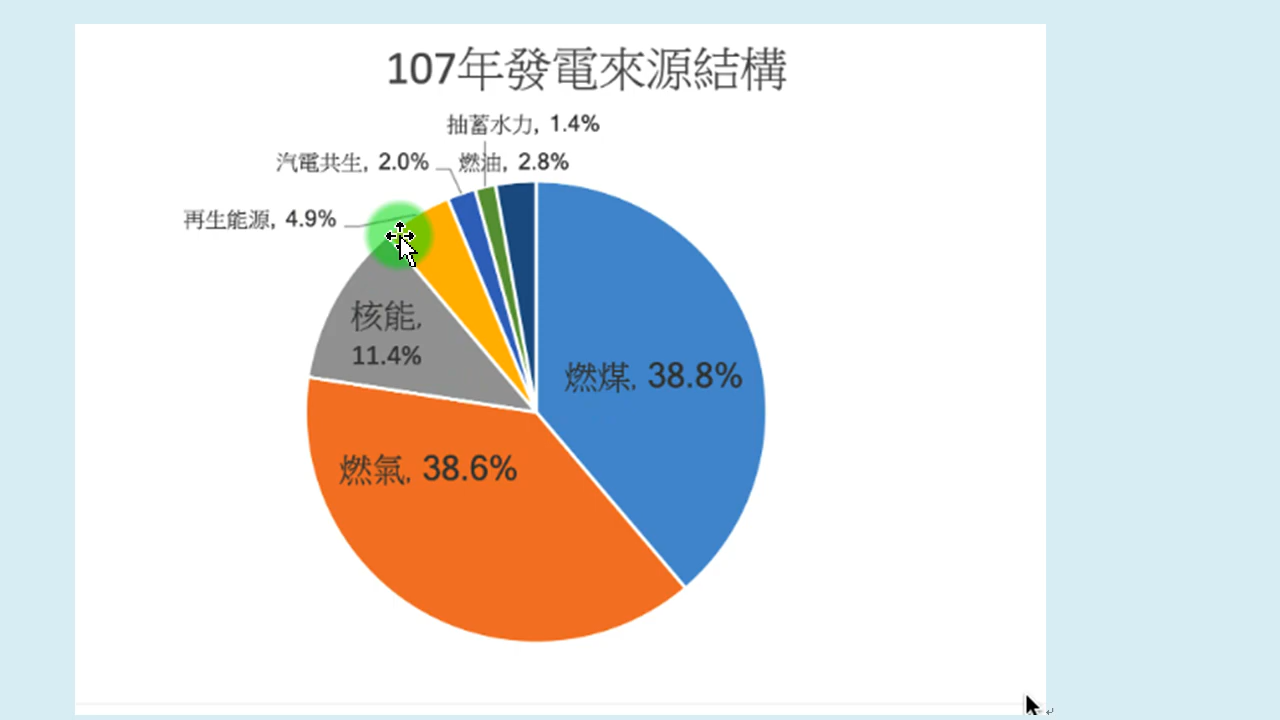 107年發電來源結構
抽蓄水力, 1.4%
汽電共生, 2.0%
燃油, 2.8%
再生能源, 4.9%
核能,
11.4%
燃煤, 38.8%
燃氣, 38.6%